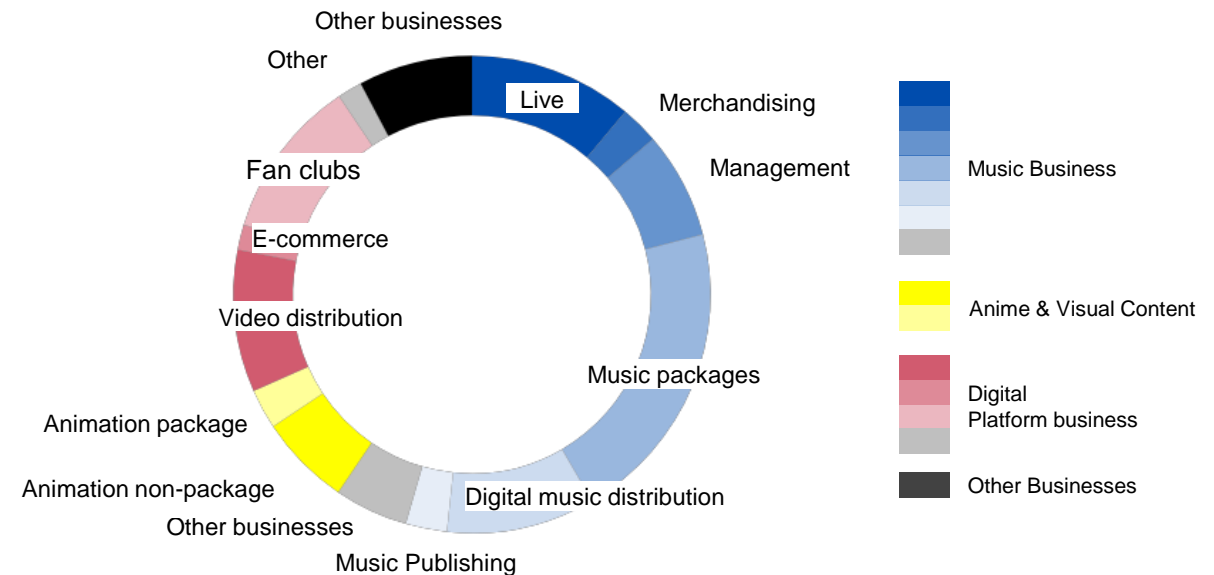 Other businesses
Other
Live
Merchandising
Fan clubs
Management
E-commerce
Video distribution
Music packages
Animation package
Animation non-package
Digital music distribution
Other businesses
Music Publishing
Music Business
Anime & Visual Content
Digital
Platform business
Other Businesses